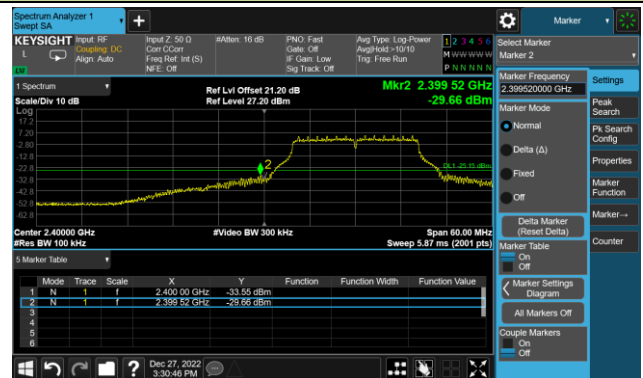 Spectrum Analyzer 1
Swept SA
+
Marker
KEYSIGHT
L
Input: RF
Coupling: DC
Align: Auto
Input Z: 50 Ω
Corr CCorr
Freq Ref: Int (S)
NFE: Off
#Atten: 16 dB
PNO: Fast
Gate: Off
IF Gain: Low
Sig Track: Off
Avg Type: Log-Power
Avg|Hold:>10/10
Trig: Free Run
1 2 3 4 5 6
M W W W W W
P N N N N N
Select Marker
Marker 2
1 Spectrum
Scale/Div 10 dB
Ref Lvl Offset 21.20 dB
Ref Level 27.20 dBm
Mkr2 2.399 52 GHz
-29.66 dBm
Log
17.2
7.20
-2.80
-12.8
-22.8
-32.8
-42.8
-52.8
-62.8
2
DL1 -25.15 dBm
Center 2.40000 GHz
#Res BW 100 kHz
#Video BW 300 kHz
Span 60.00 MHz
Sweep 5.87 ms (2001 pts)
5 Marker Table
Mode Trace Scale X Y Function Function Width Function Value
1 N 1 f 2.400 00 GHz -33.55 dBm
2 N 1 f 2.399 52 GHz -29.66 dBm
3
4
5
6
Marker Frequency
2.399520000 GHz
Marker Mode
Normal
Delta (Δ)
Fixed
Off
Delta Marker
(Reset Delta)
Marker Table
On
Off
Marker Settings
Diagram
All Markers Off
Couple Markers
On
Off
Settings
Peak
Search
Pk Search
Config
Properties
Marker
Function
Marker→
Counter
?
Dec 27, 2022
3:30:46 PM